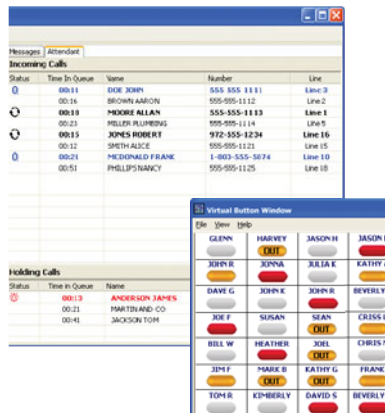 Messages Attendant
Incoming Calls
Status Time In Queue Name Number Line
00:11 DOE JOHN 555 555 1111 Line 3
00:16 BROWN AARON 555-555-1112 Line 2
00:18 MOORE ALLAN 555-555-1113 Line 1
00:23 MILLER PLUMBING 555-555-1114 Line 5
00:15 JONES ROBERT 972-555-1234 Line 16
00:12 SMITH ALICE 555-555-1121 Line 15
00:21 MCDONALD FRANK 1-803-555-5874 Line 10
00:51 PHILLIPS NANCY 555-555-1125 Line 18
Holding Calls
Status Time in Queue Name
00:13 ANDERSON JAMES
00:21 MARTIN AND CO
00:41 JACKSON TOM
Virtual Button Window
File View Help
GLENN HARVEY JASON H JASON
OUT
JOHN R JONNA JULIA K KATHY
DAVE G JOHN K JOHN R BEVERLY
JOE F SUSAN SEAN CRISS
OUT
BILL W HEATHER JOEL CHRIS
OUT
JIM F MARK B KATHY G FRANK
OUT OUT
TOM R KIMBERLY DAVID S BEVERLY